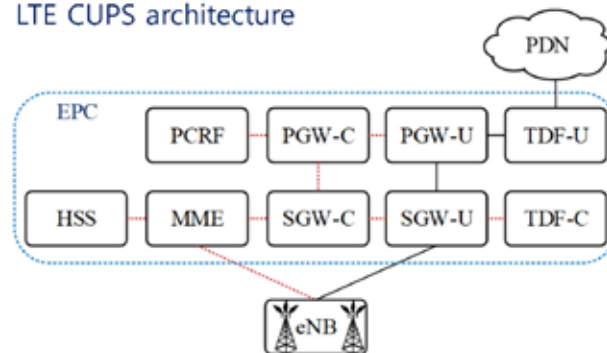 LTE CUPS architecture
PDN
EPC
PCRF PGW-C PGW-U TDF-U
HSS MME SGW-C SGW-U TDF-C
eNB